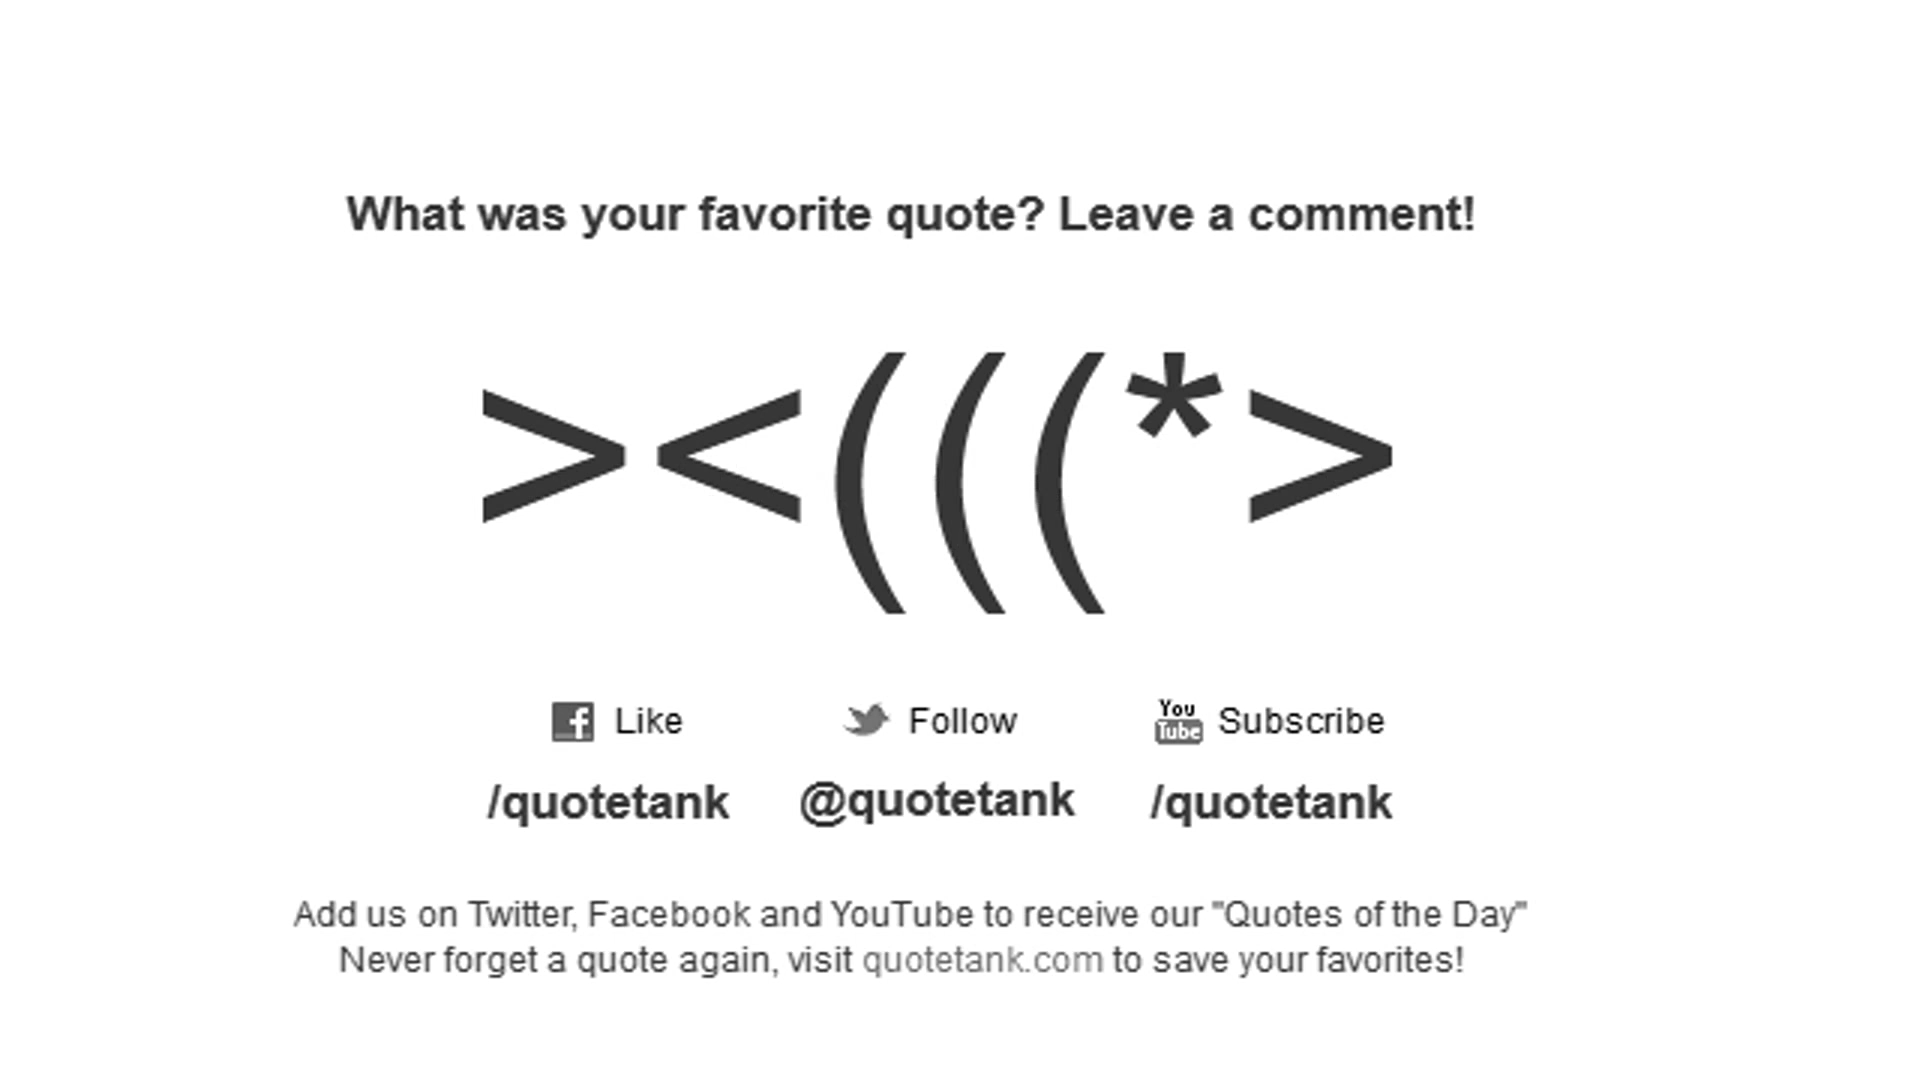 What was your favorite quote? Leave a comment!
><(((*>
f Like Follow You Tube Subscribe
/quotetank @quotetank /quotetank
Add us on Twitter, Facebook and YouTube to receive our "Quotes of the Day"
Never forget a quote again, visit quotetank.com to save your favorites!